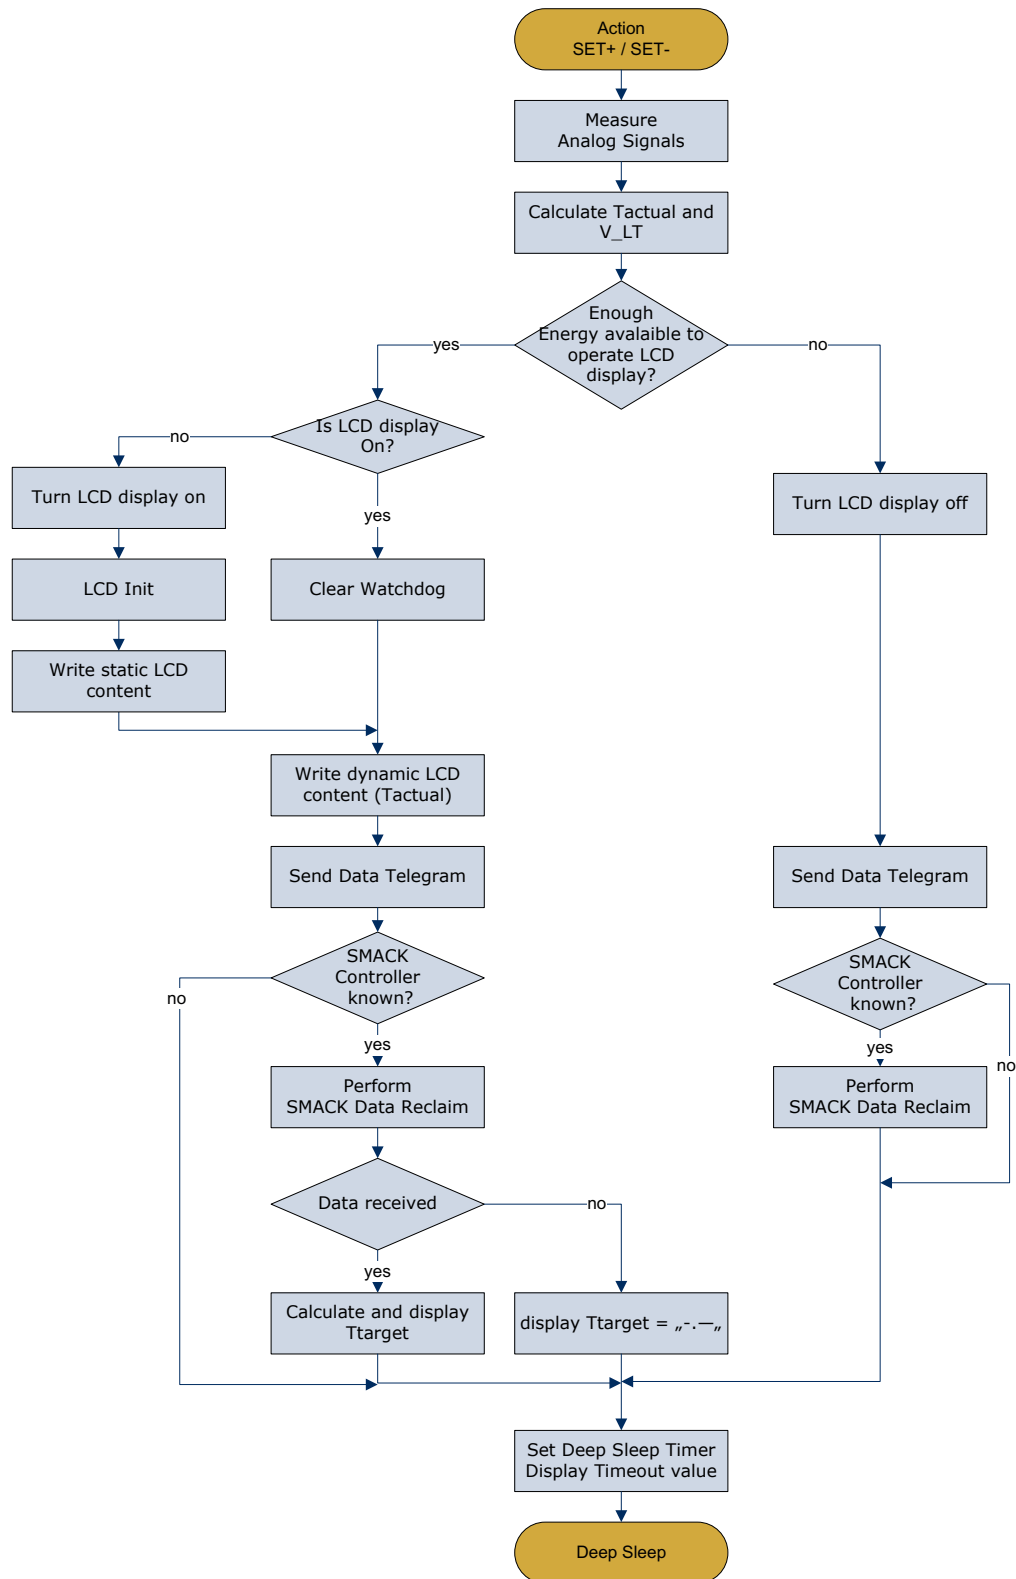 Action
SET+ / SET-
Measure
Analog Signals
Calculate Tactual and
V_LT
Enough
Energy avalaible to
operate LCD
display?
yes
no
Is LCD display
On?
no
yes
Turn LCD display on
Turn LCD display off
LCD Init
Clear Watchdog
Write static LCD
content
Write dynamic LCD
content (Tactual)
Send Data Telegram
Send Data Telegram
SMACK
Controller
known?
SMACK
Controller
known?
no
yes
yes
no
Perform
SMACK Data Reclaim
Perform
SMACK Data Reclaim
Data received
no
yes
Calculate and display
Ttarget
display Ttarget = „-.—„
Set Deep Sleep Timer
Display Timeout value
Deep Sleep